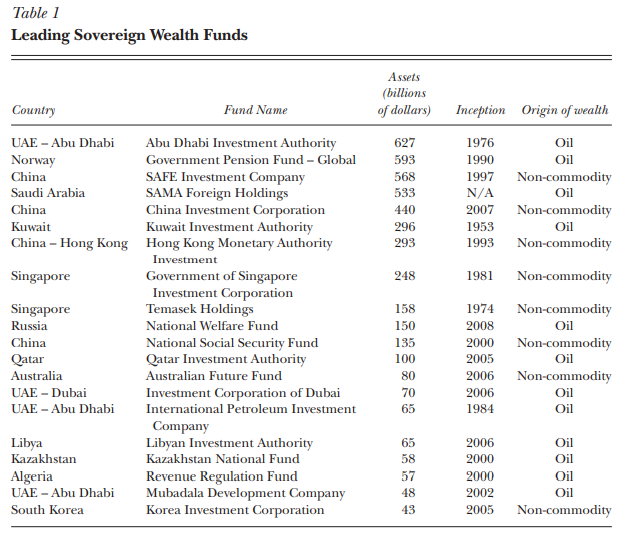 Table 1
Leading Sovereign Wealth Funds
Assets
(billions
Country Fund Name of dollars) Inception Origin of wealth
UAE – Abu Dhabi Abu Dhabi Investment Authority 627 1976 Oil
Norway Government Pension Fund – Global 593 1990 Oil
China SAFE Investment Company 568 1997 Non-commodity
Saudi Arabia SAMA Foreign Holdings 533 N/A Oil
China China Investment Corporation 440 2007 Non-commodity
Kuwait Kuwait Investment Authority 296 1953 Oil
China – Hong Kong Hong Kong Monetary Authority 293 1993 Non-commodity
Investment
Singapore Government of Singapore 248 1981 Non-commodity
Investment Corporation
Singapore Temasek Holdings 158 1974 Non-commodity
Russia National Welfare Fund 150 2008 Oil
China National Social Security Fund 135 2000 Non-commodity
Qatar Qatar Investment Authority 100 2005 Oil
Australia Australian Future Fund 80 2006 Non-commodity
UAE – Dubai Investment Corporation of Dubai 70 2006 Oil
UAE – Abu Dhabi International Petroleum Investment 65 1984 Oil
Company
Libya Libyan Investment Authority 65 2006 Oil
Kazakhstan Kazakhstan National Fund 58 2000 Oil
Algeria Revenue Regulation Fund 57 2000 Oil
UAE – Abu Dhabi Mubadala Development Company 48 2002 Oil
South Korea Korea Investment Corporation 43 2005 Non-commodity